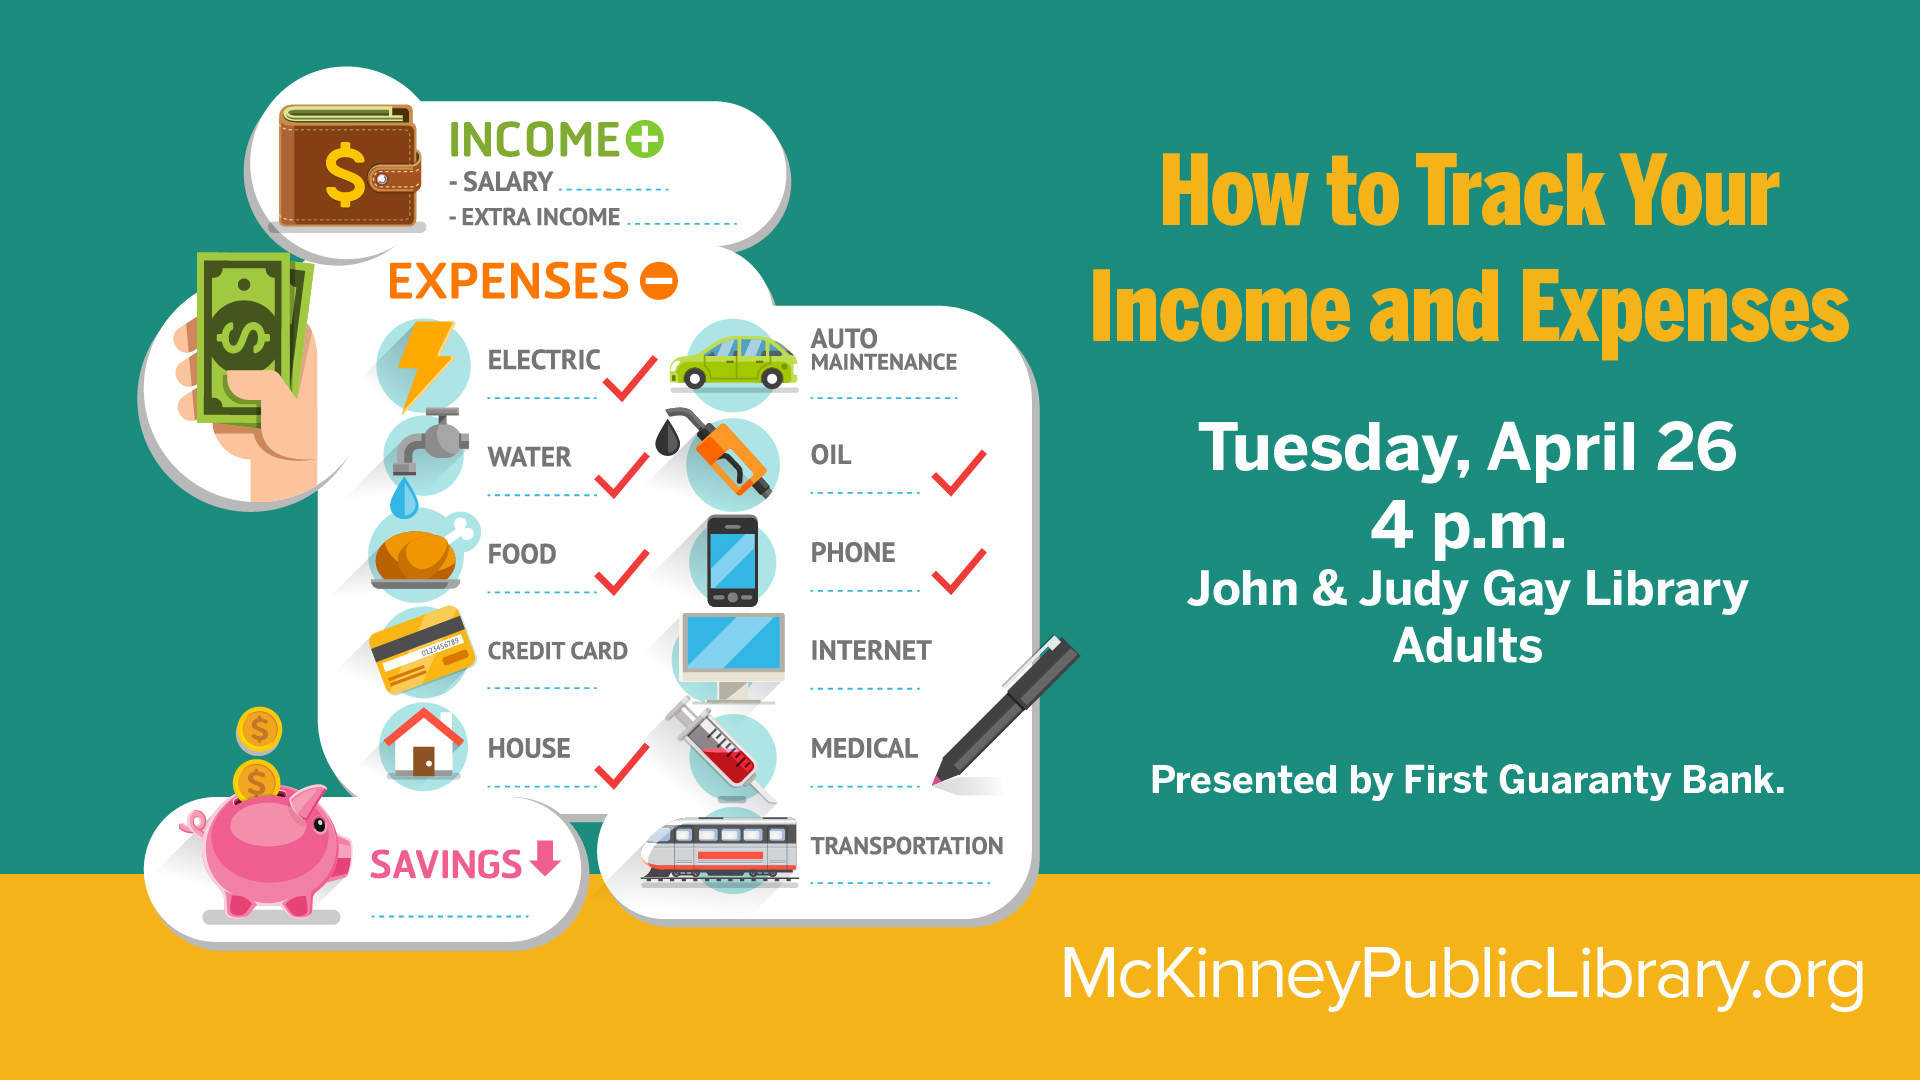 INCOME
- SALARY
- EXTRA INCOME
EXPENSES
ELECTRIC
WATER
FOOD
CREDIT CARD
0123456789
HOUSE
AUTO
MAINTENANCE
OIL
PHONE
INTERNET
MEDICAL
TRANSPORTATION
SAVINGS
$
$
$
$
How to Track Your
Income and Expenses
Tuesday, April 26
4 p.m.
John & Judy Gay Library
Adults
Presented by First Guaranty Bank.
McKinneyPublicLibrary.org